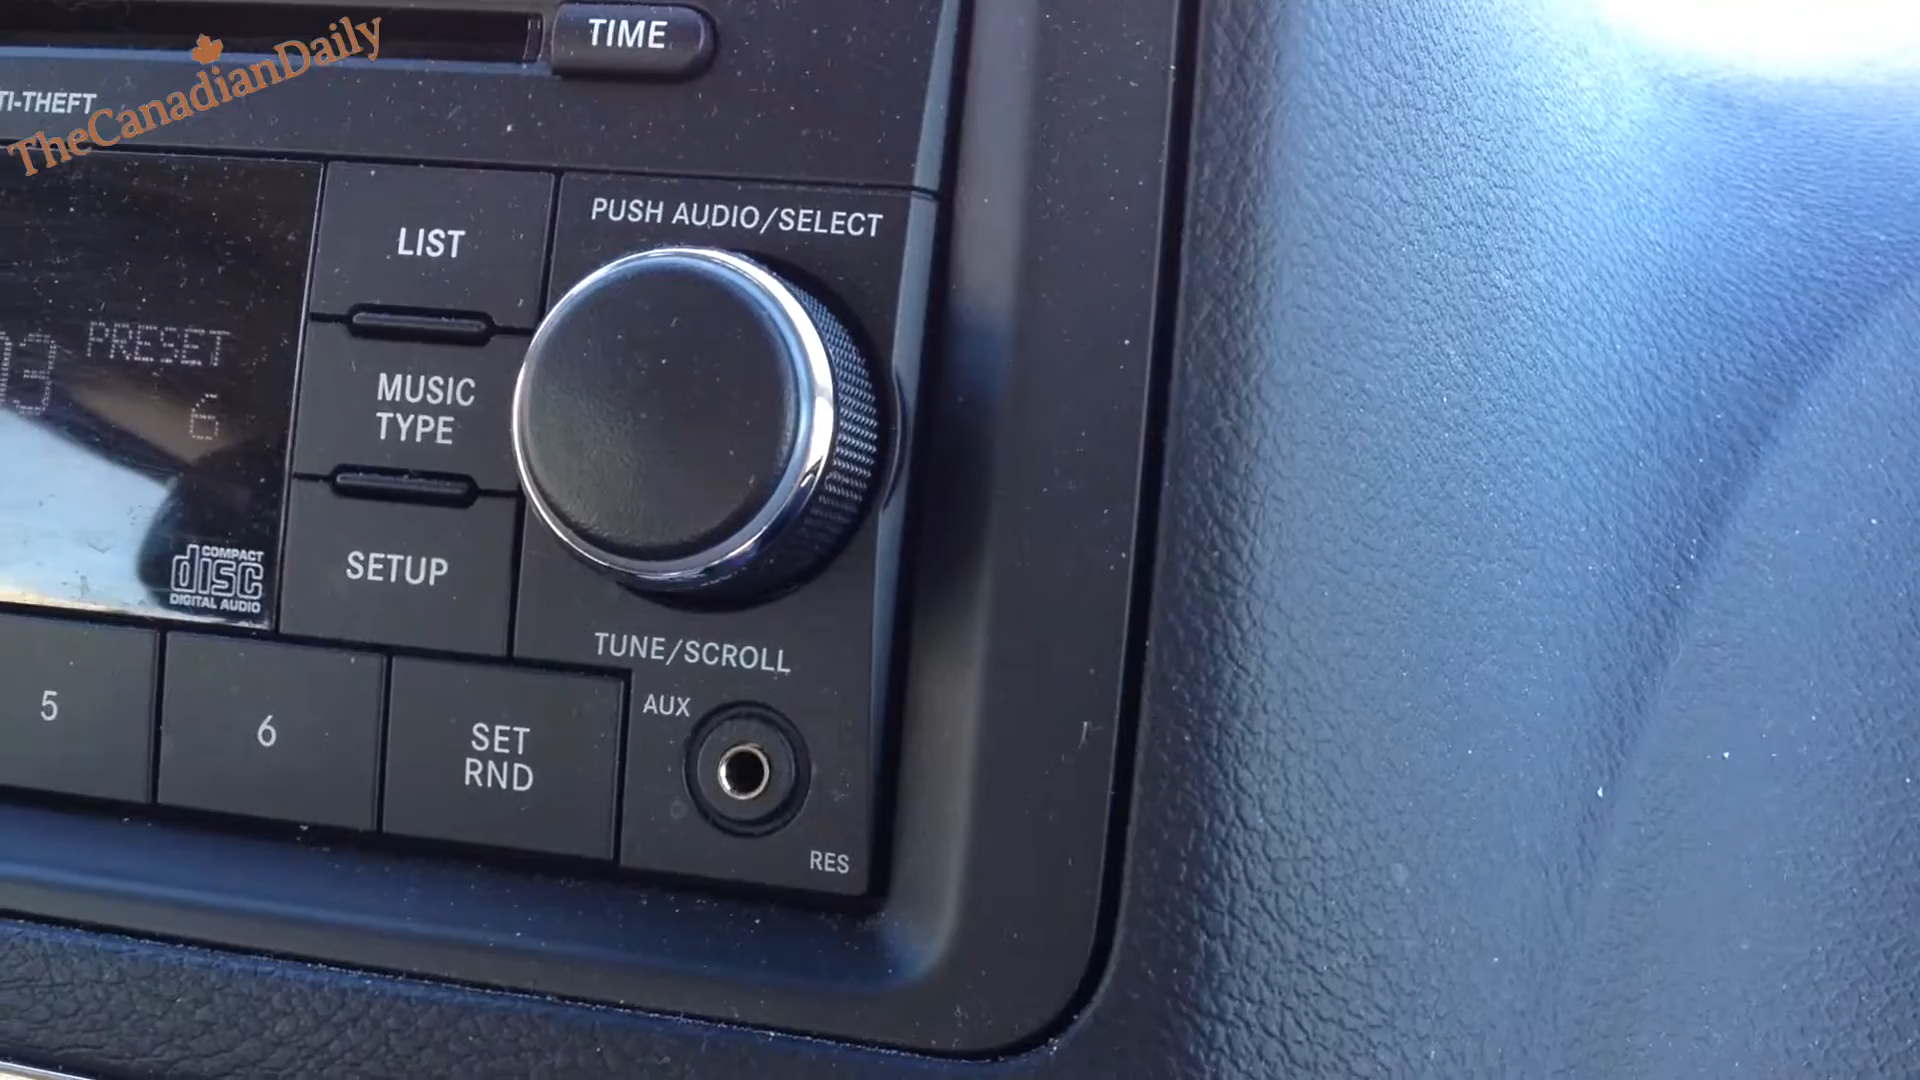 TheCanadianDaily
TIME
TI-THEFT
PUSH AUDIO/SELECT
LIST
PRESET
MUSIC
TYPE
6
SETUP
COMPACT
disc
DIGITAL AUDIO
TUNE/SCROLL
AUX
5
6
SET
RND
RES